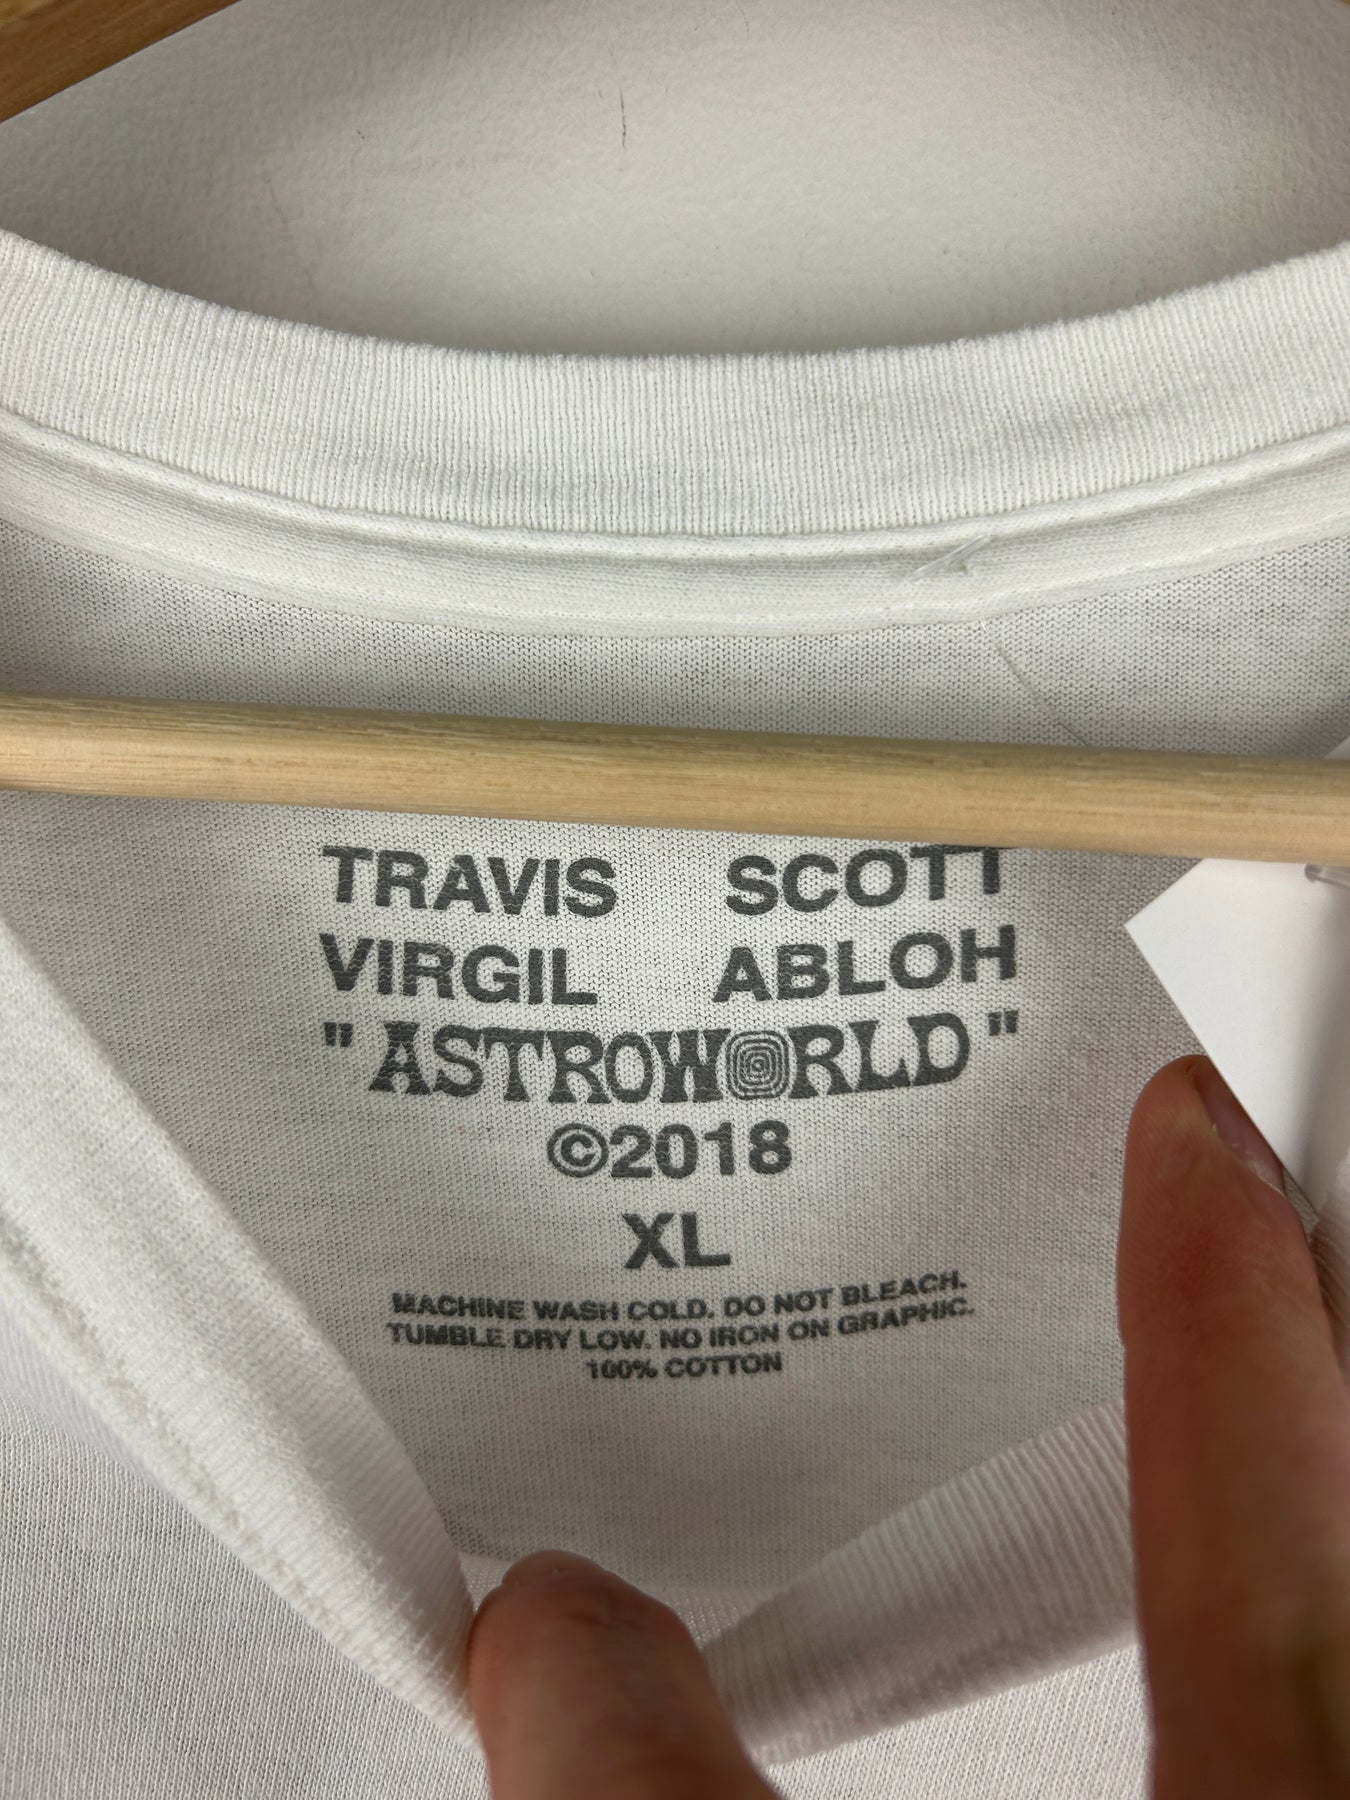 TRAVIS SCOTT
VIRGIL ABLOH
"ASTROWORLD"
©2018
XL
MACHINE WASH COLD. DO NOT BLEACH.
TUMBLE DRY LOW. NO IRON ON GRAPHIC.
100% COTTON